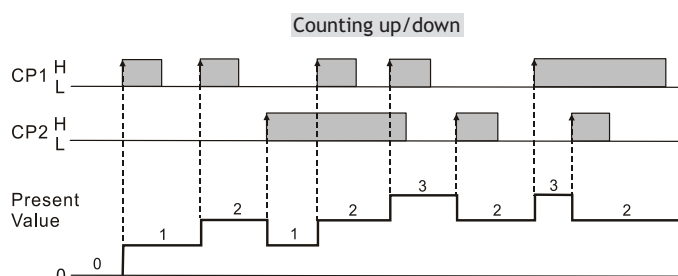 Counting up/down
CP1 H
L
CP2 H
L
Present
Value
0
0
1
2
1
2
3
2
3
2